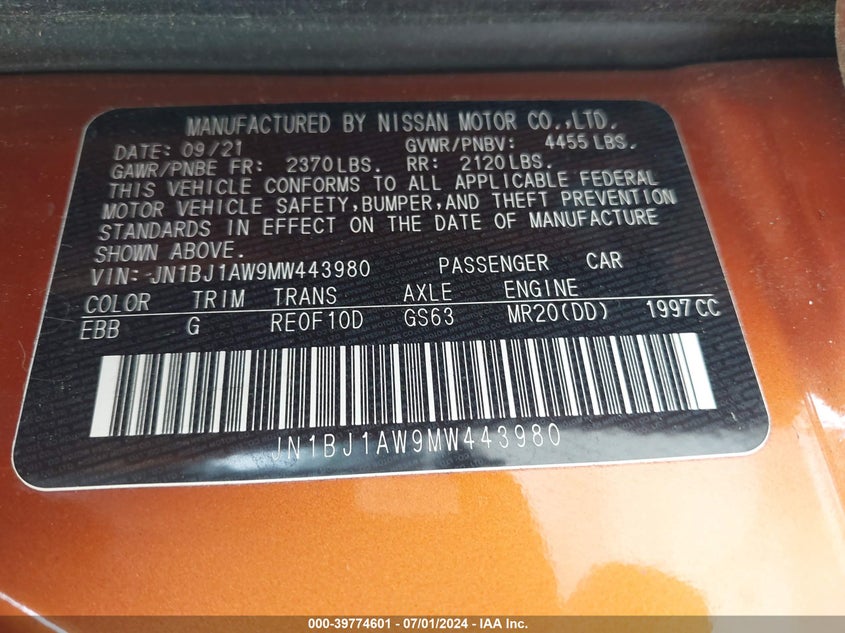 MANUFACTURED BY NISSAN MOTOR CO.,LTD.
DATE: 09/21 GVWR/PNBV: 4455 LBS.
GAWR/PNBE FR: 2370LBS. RR: 2120LBS.
THIS VEHICLE CONFORMS TO ALL APPLICABLE FEDERAL
MOTOR VEHICLE SAFETY,BUMPER,AND THEFT PREVENTION
STANDARDS IN EFFECT ON THE DATE OF MANUFACTURE
SHOWN ABOVE.
VIN:-JN1BJ1AW9MW443980 PASSENGER CAR
COLOR TRIM TRANS AXLE ENGINE
EBB G RE0F10D GS63 MR20(DD) 1997CC
JN1BJ1AW9MW443980
000-39774601 - 07/01/2024 - IAA Inc.